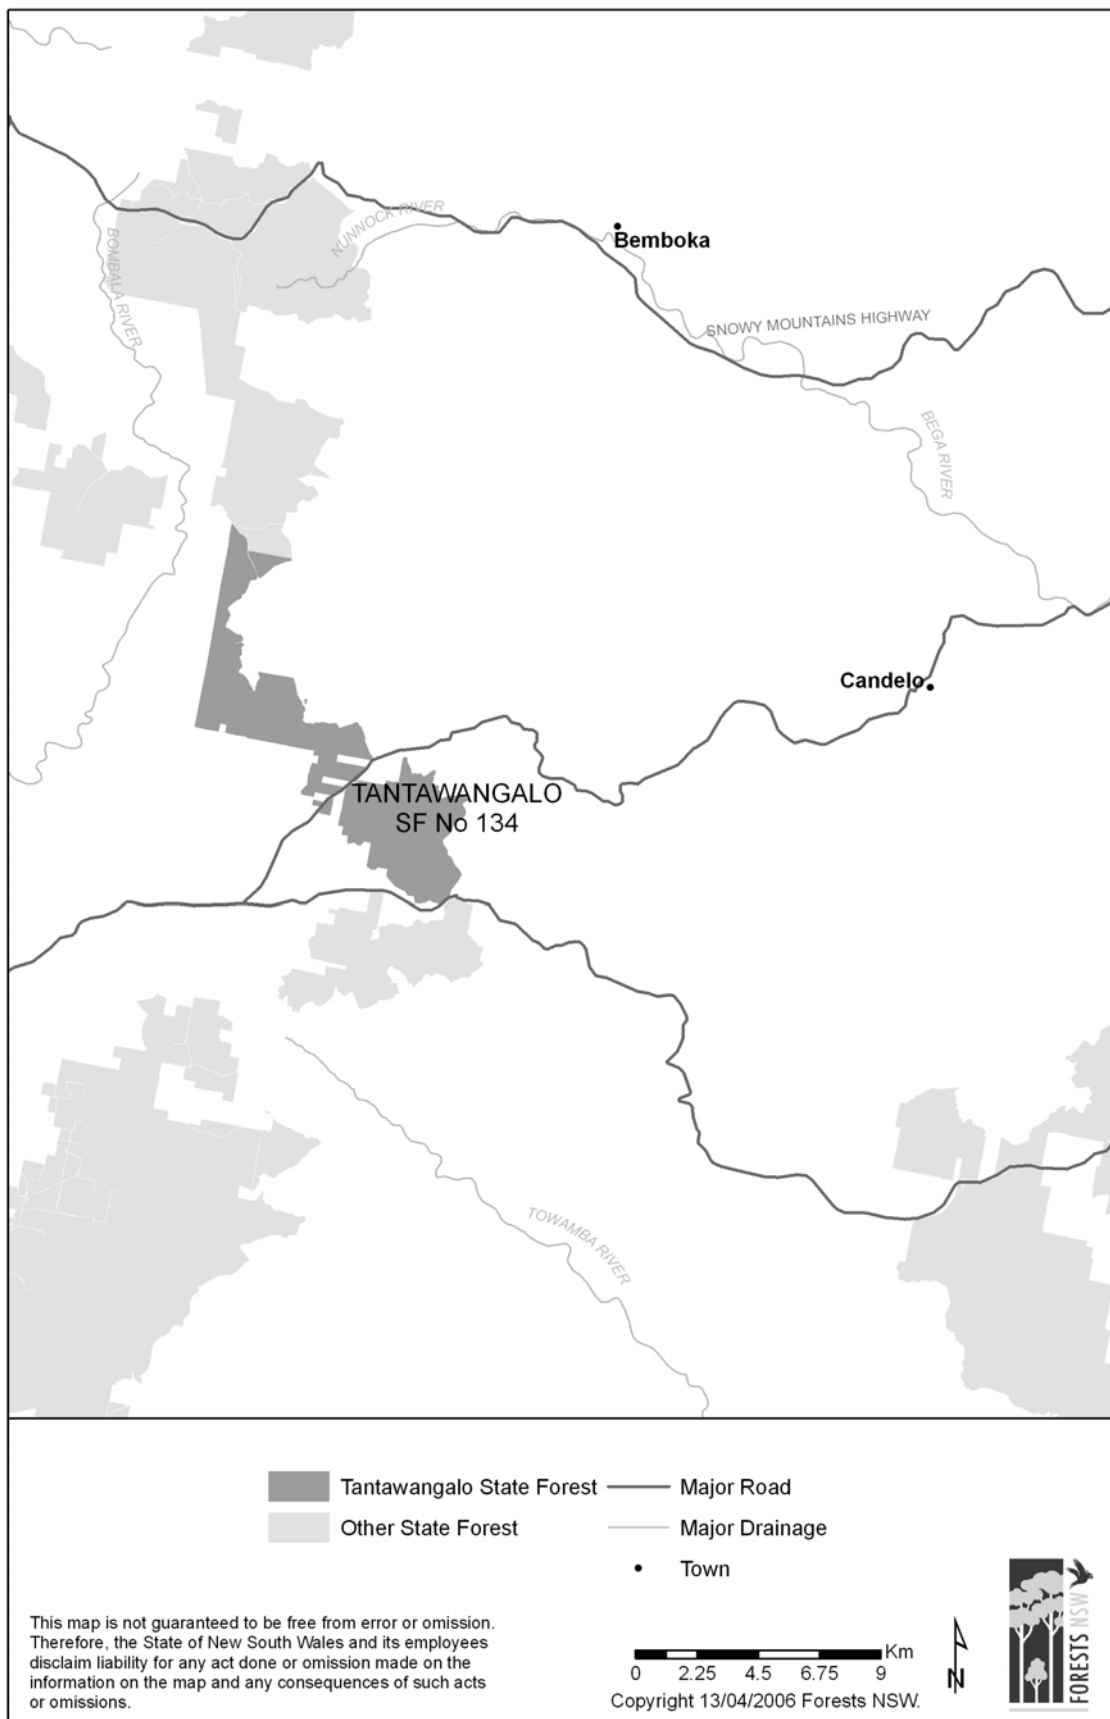 NUNNOCK RIVER
Bemboka
BOMBALA RIVER
SNOWY MOUNTAINS HIGHWAY
BEGA RIVER
Candelo
TANTAWANGALO
SF No 134
TOWAMBA RIVER
Tantawangalo State Forest
Major Road
Other State Forest
Major Drainage
Town
This map is not guaranteed to be free from error or omission.
Therefore, the State of New South Wales and its employees
disclaim liability for any act done or omission made on the
information on the map and any consequences of such acts
or omissions.
Km
0 2.25 4.5 6.75 9
Copyright 13/04/2006 Forests NSW.
N
FORESTS NSW